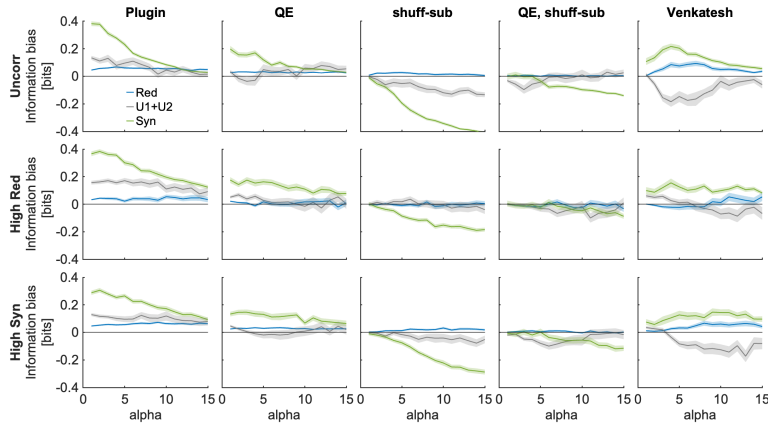 Plugin QE shuff-sub QE, shuff-sub Venkatesh
Uncorr
Information bias
[bits]
0.4
0.2
0
-0.2
-0.4
Red
U1+U2
Syn
High Red
Information bias
[bits]
0.4
0.2
0
-0.2
-0.4
High Syn
Information bias
[bits]
0.4
0.2
0
-0.2
-0.4
0 5 10 15 0 5 10 15 0 5 10 15 0 5 10 15 0 5 10 15
alpha alpha alpha alpha alpha